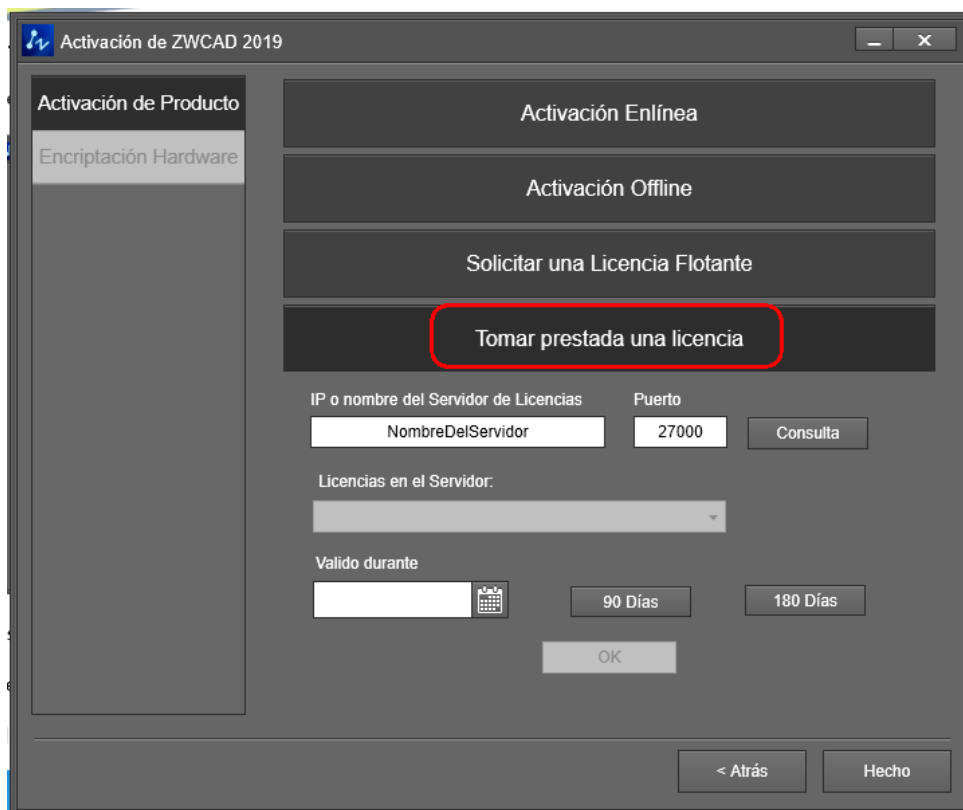 Activación de ZWCAD 2019
Activación de Producto
Encriptación Hardware
Activación Enlínea
Activación Offline
Solicitar una Licencia Flotante
Tomar prestada una licencia
IP o nombre del Servidor de Licencias Puerto
NombreDelServidor 27000 Consulta
Licencias en el Servidor:
Valido durante
90 Días 180 Días
OK
< Atrás Hecho